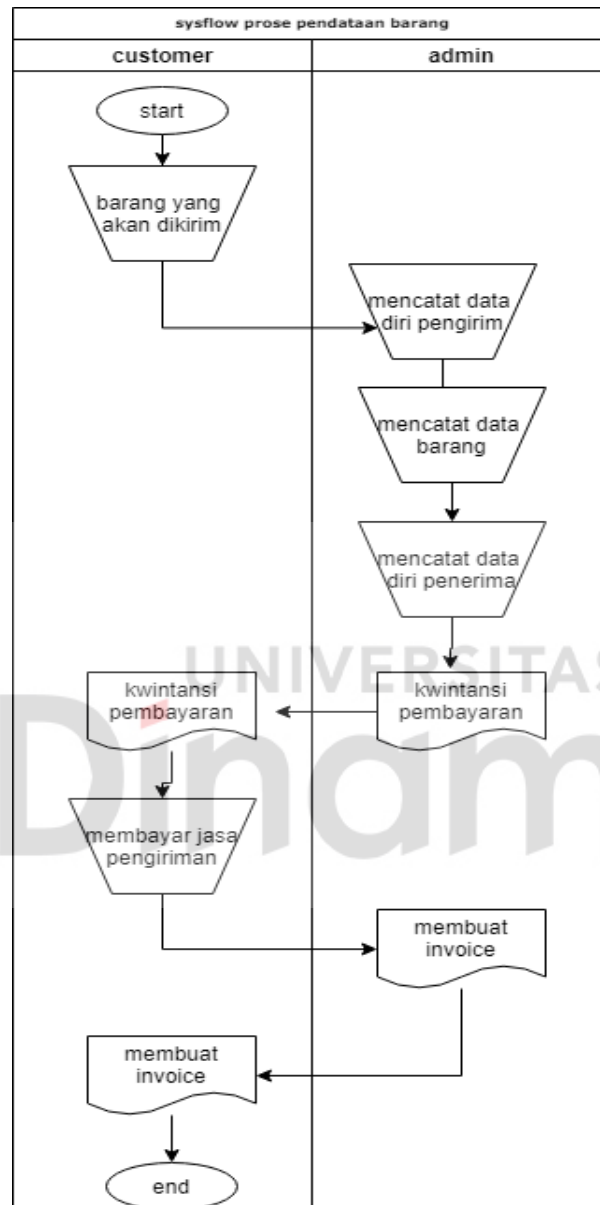 sysflow prose pendataan barang
customer
admin
start
barang yang
akan dikirim
mencatat data
diri pengirim
mencatat data
barang
mencatat data
diri penerima
UNIVERSITAS
Dinam
kwintansi
pembayaran
kwintansi
pembayaran
membayar jasa
pengiriman
membuat
invoice
membuat
invoice
end